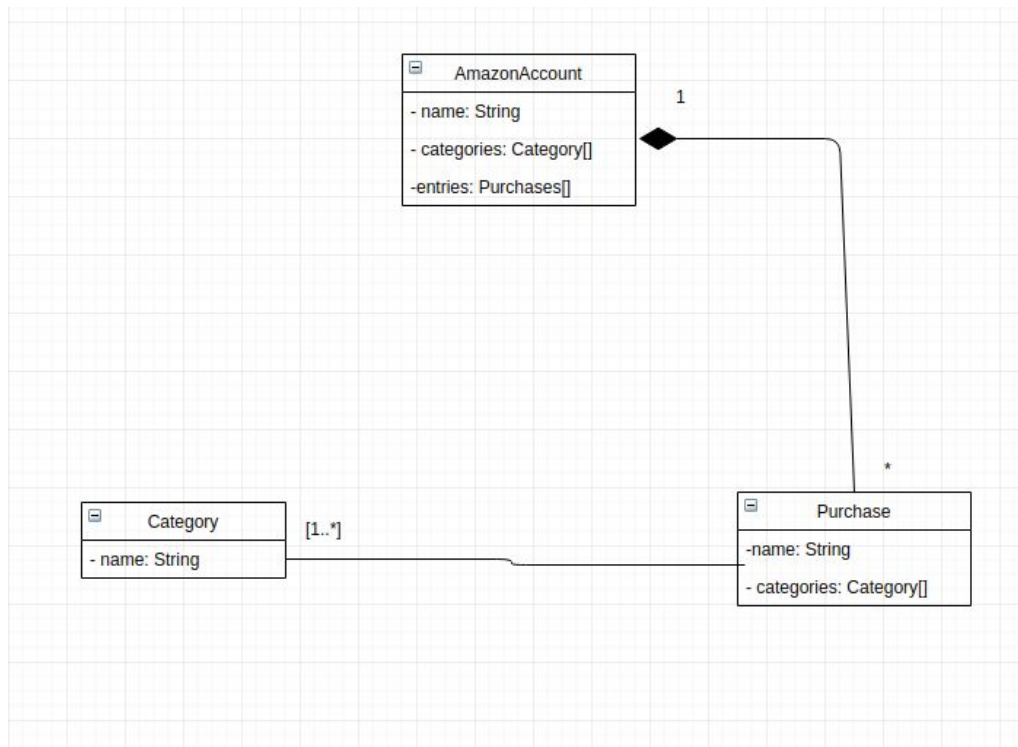 AmazonAccount
- name: String
- categories: Category[]
-entries: Purchases[]
1
*
Category
- name: String
[1..*]
Purchase
-name: String
- categories: Category[]